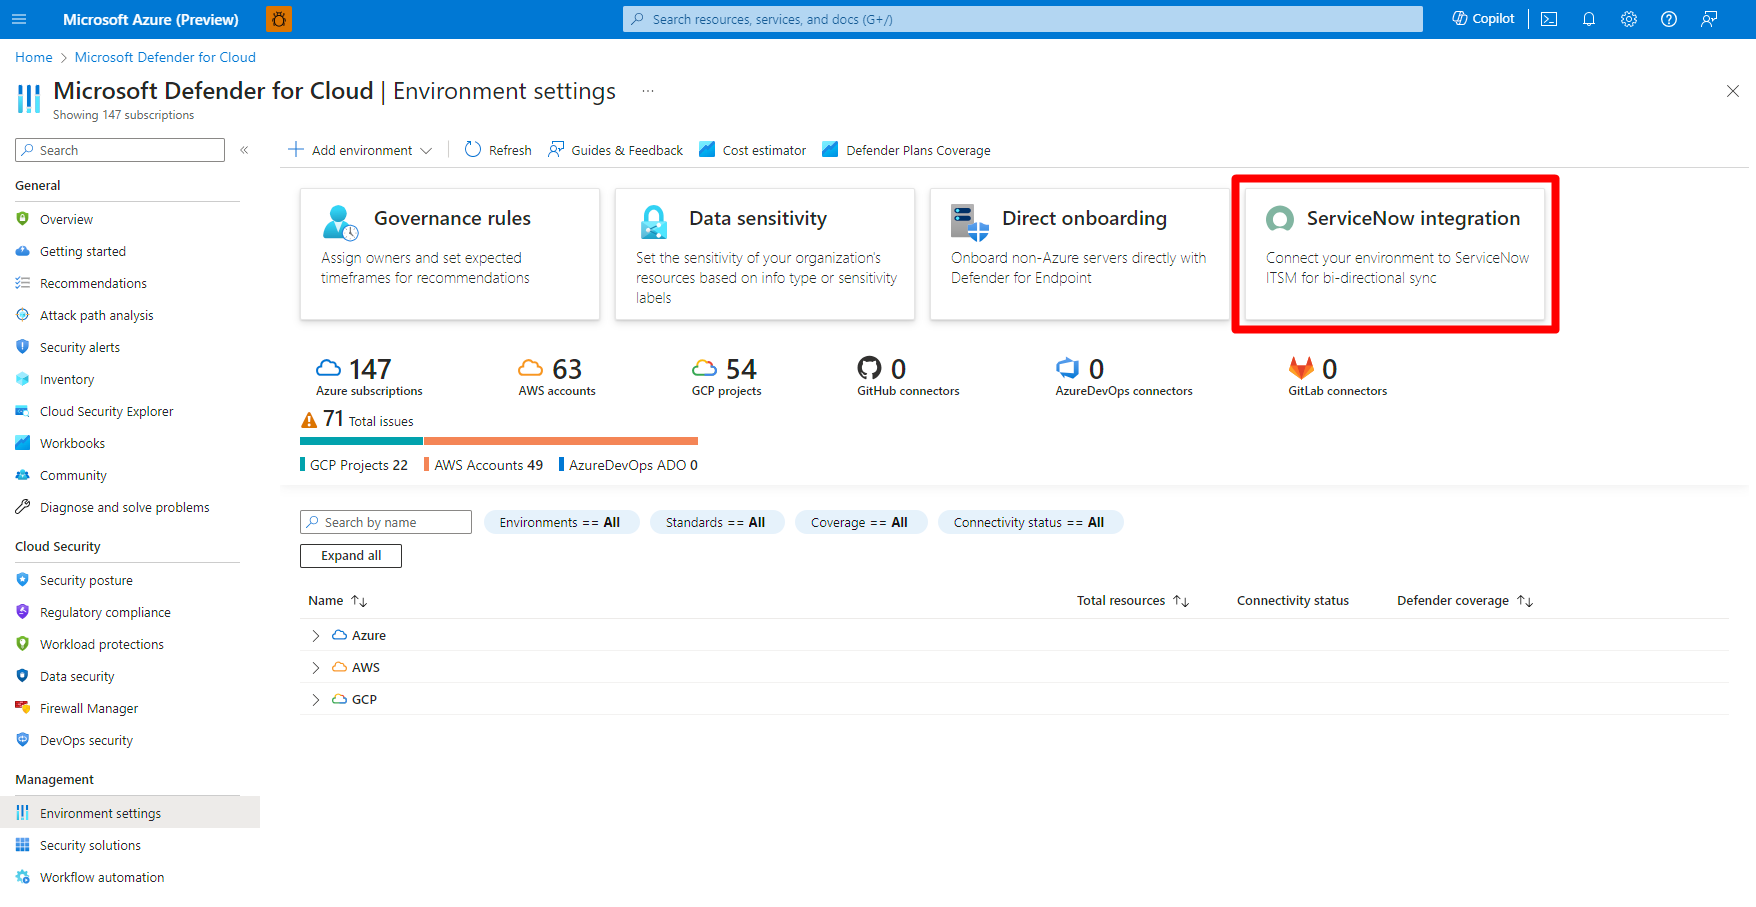 Microsoft Azure (Preview)
Search resources, services, and docs (G+/)
Copilot
Home > Microsoft Defender for Cloud
Microsoft Defender for Cloud | Environment settings ...
Showing 147 subscriptions
Search
«
Add environment
Refresh
Guides & Feedback
Cost estimator
Defender Plans Coverage
General
Overview
Getting started
Recommendations
Attack path analysis
Security alerts
Inventory
Cloud Security Explorer
Workbooks
Community
Diagnose and solve problems
Cloud Security
Security posture
Regulatory compliance
Workload protections
Data security
Firewall Manager
DevOps security
Management
Environment settings
Security solutions
Workflow automation
Governance rules
Assign owners and set expected
timeframes for recommendations
Data sensitivity
Set the sensitivity of your organization's
resources based on info type or sensitivity
labels
Direct onboarding
Onboard non-Azure servers directly with
Defender for Endpoint
ServiceNow integration
Connect your environment to ServiceNow
ITSM for bi-directional sync
147
Azure subscriptions
63
AWS accounts
54
GCP projects
0
GitHub connectors
0
AzureDevOps connectors
0
GitLab connectors
71 Total issues
GCP Projects 22
AWS Accounts 49
AzureDevOps ADO 0
Search by name
Environments == All
Standards == All
Coverage == All
Connectivity status == All
Expand all
Name ↑↓
Total resources ↑↓
Connectivity status
Defender coverage ↑↓
Azure
AWS
GCP